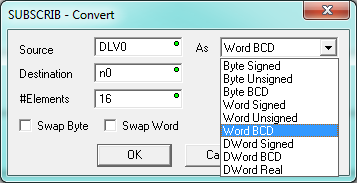 SUBSCRIB - Convert
Source DLV0 As Word BCD
Destination n0
#Elements 16
Swap Byte Swap Word
OK Ca
Byte Signed
Byte Unsigned
Byte BCD
Word Signed
Word Unsigned
Word BCD
DWord Signed
DWord BCD
DWord Real